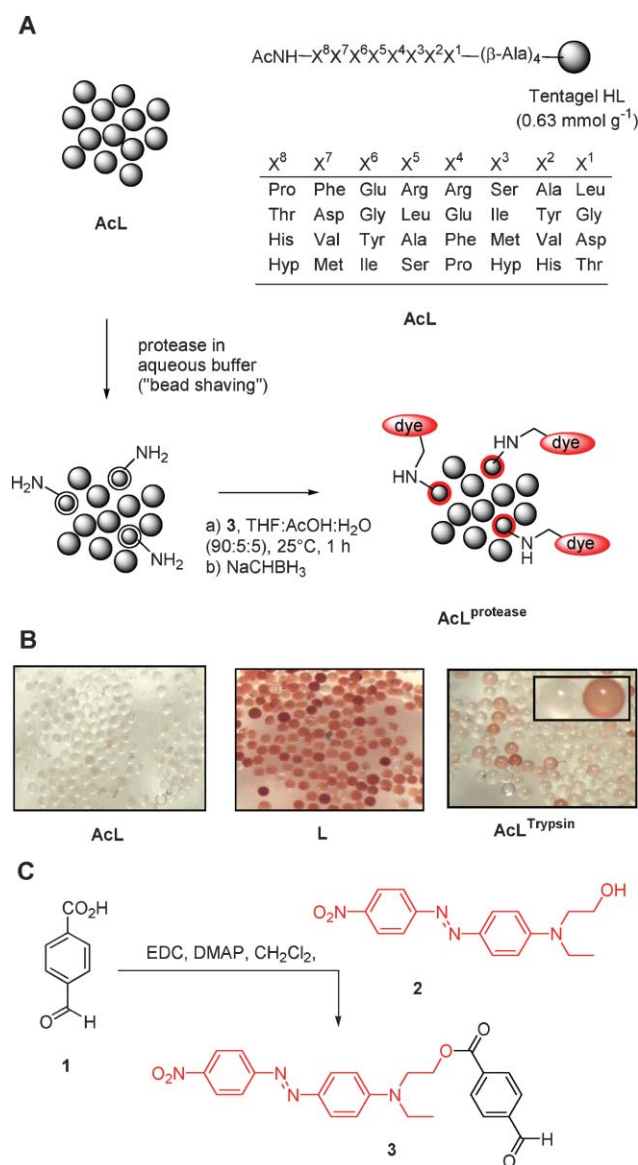 A
AcNH–X⁸X⁷X⁶X⁵X⁴X³X²X¹–(β-Ala)₄
Tentagel HL
(0.63 mmol g⁻¹)
X⁸ X⁷ X⁶ X⁵ X⁴ X³ X² X¹
Pro Phe Glu Arg Arg Ser Ala Leu
Thr Asp Gly Leu Glu Ile Tyr Gly
His Val Tyr Ala Phe Met Val Asp
Hyp Met Ile Ser Pro Hyp His Thr
AcL
AcL
protease in
aqueous buffer
("bead shaving")
H₂N
NH₂
NH₂
a) 3, THF:AcOH:H₂O
(90:5:5), 25°C, 1 h
b) NaCHBH₃
dye
HN
HN
dye
N
H
dye
AcLprotease
B
AcL
L
AcLTrypsin
C
CO₂H
O H
1
EDC, DMAP, CH₂Cl₂,
O₂N
N
N
N
OH
2
O₂N
N
N
N
O
O
O H
3